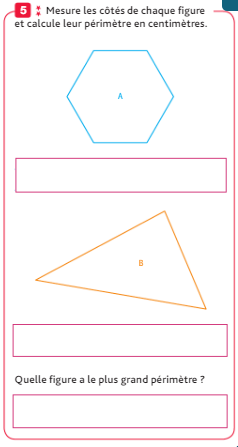 5 Mesure les côtés de chaque figure
et calcule leur périmètre en centimètres.
A
B
Quelle figure a le plus grand périmètre ?